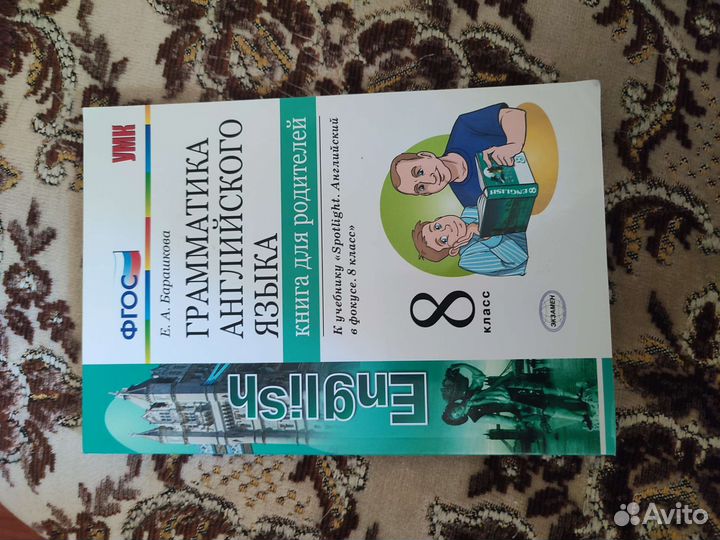 ФГОС
УМК
Е. А. Барашкова
ГРАММАТИКА
АНГЛИЙСКОГО
ЯЗЫКА
книга для родителей
К учебнику «Spotlight. Английский
в фокусе. 8 класс»
8
класс
ENGLISH
8
ЭКЗАМЕН
English
Avito